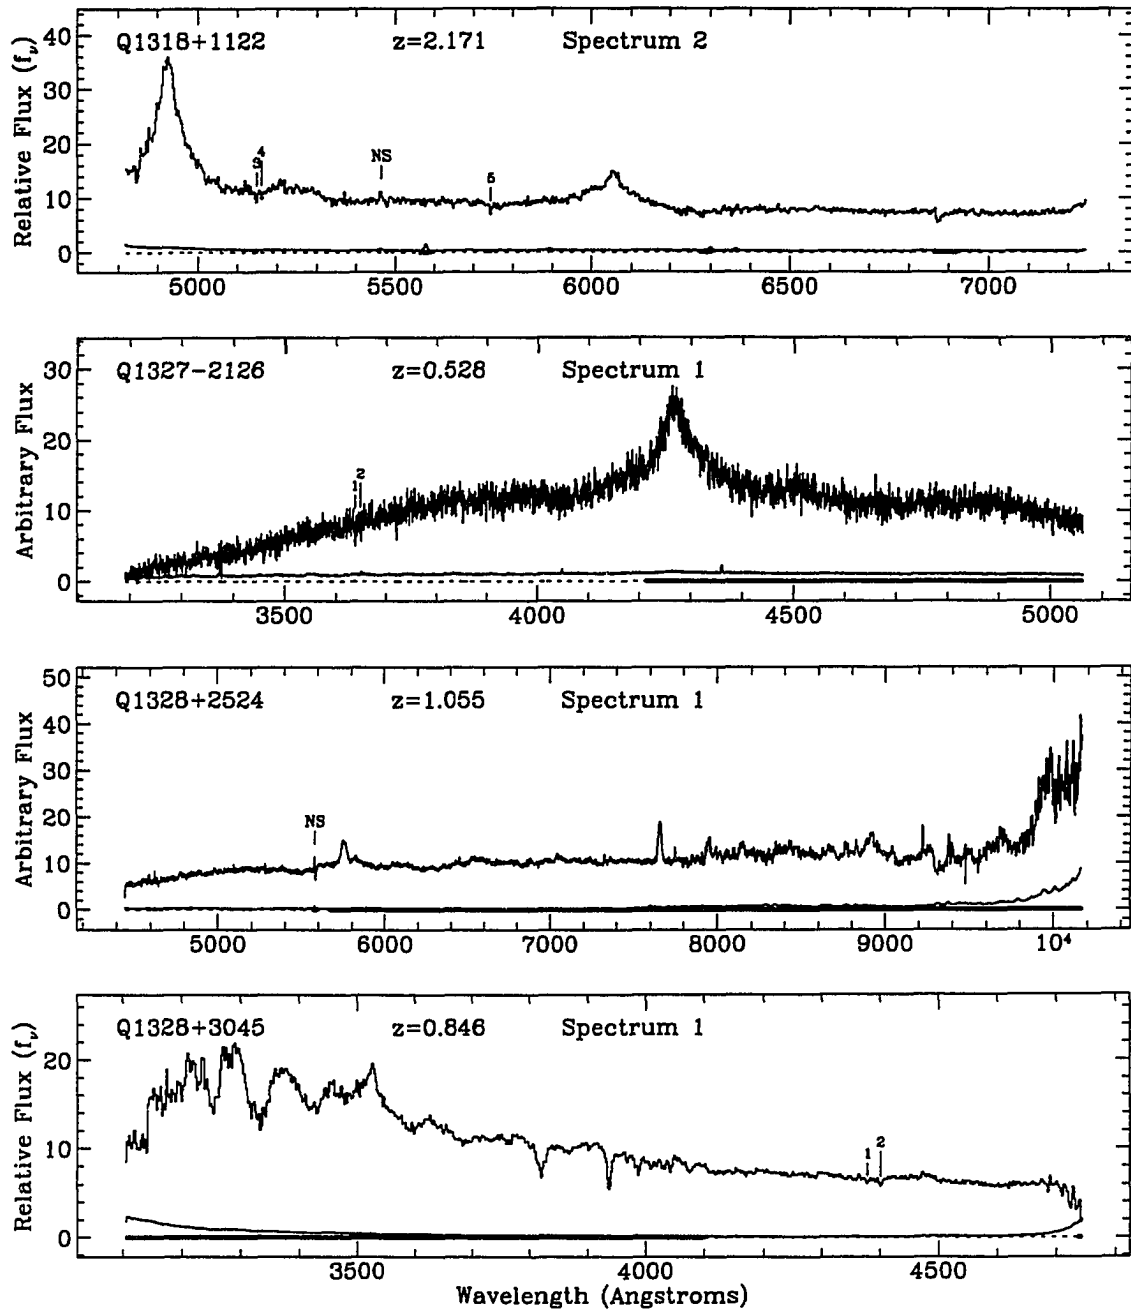 Q1318+1122 z=2.171 Spectrum 2
Relative Flux (fν)
40
30
20
10
0
3 4 NS 5
5000 5500 6000 6500 7000
Q1327-2126 z=0.528 Spectrum 1
Arbitrary Flux
30
20
10
0
1 2
3500 4000 4500 5000
Q1328+2524 z=1.055 Spectrum 1
Arbitrary Flux
50
40
30
20
10
0
NS
5000 6000 7000 8000 9000 10⁴
Q1328+3045 z=0.846 Spectrum 1
Relative Flux (fν)
20
10
0
1 2
3500 4000 4500
Wavelength (Angstroms)